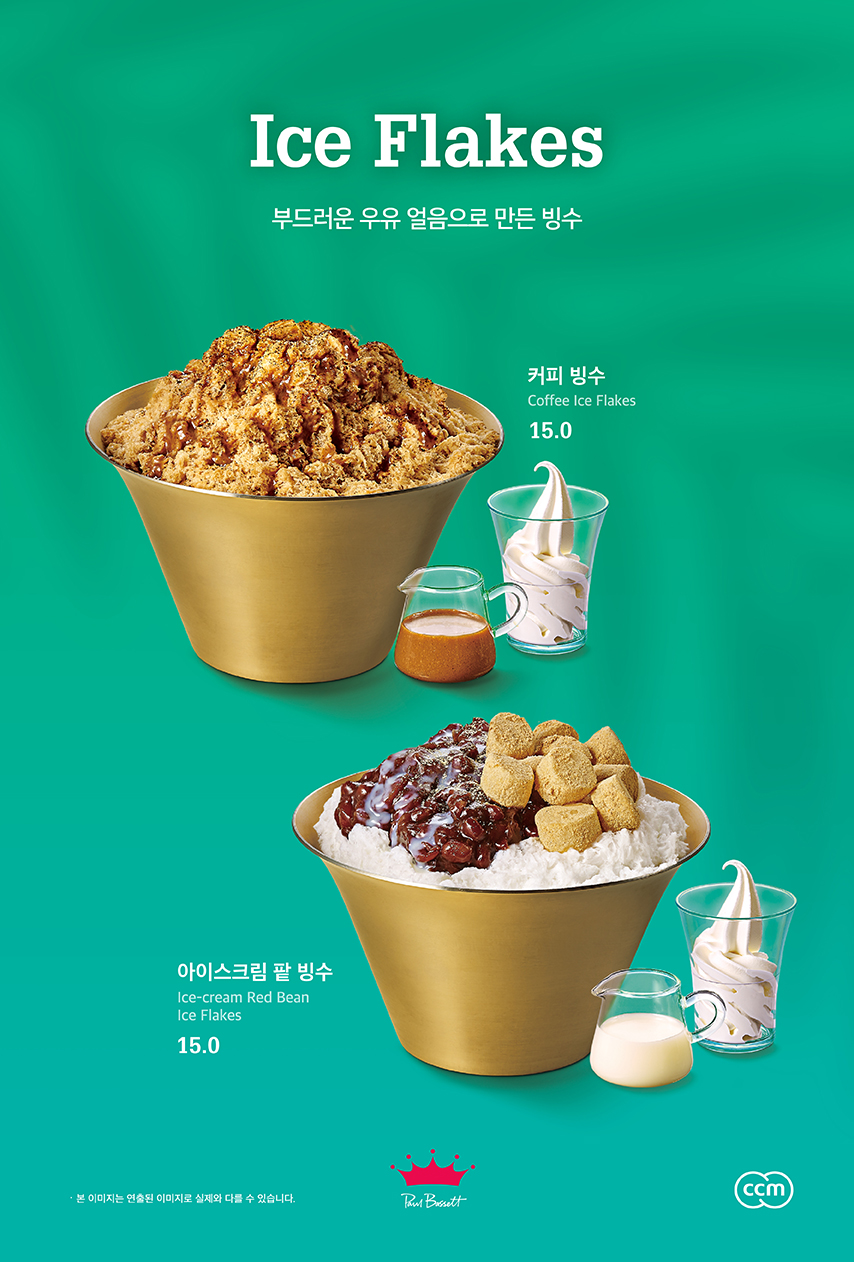 Ice Flakes
부드러운 우유 얼음으로 만든 빙수
커피 빙수
Coffee Ice Flakes
15.0
아이스크림 팥 빙수
Ice-cream Red Bean
Ice Flakes
15.0
· 본 이미지는 연출된 이미지로 실제와 다를 수 있습니다.
Paul Bassett
ccm